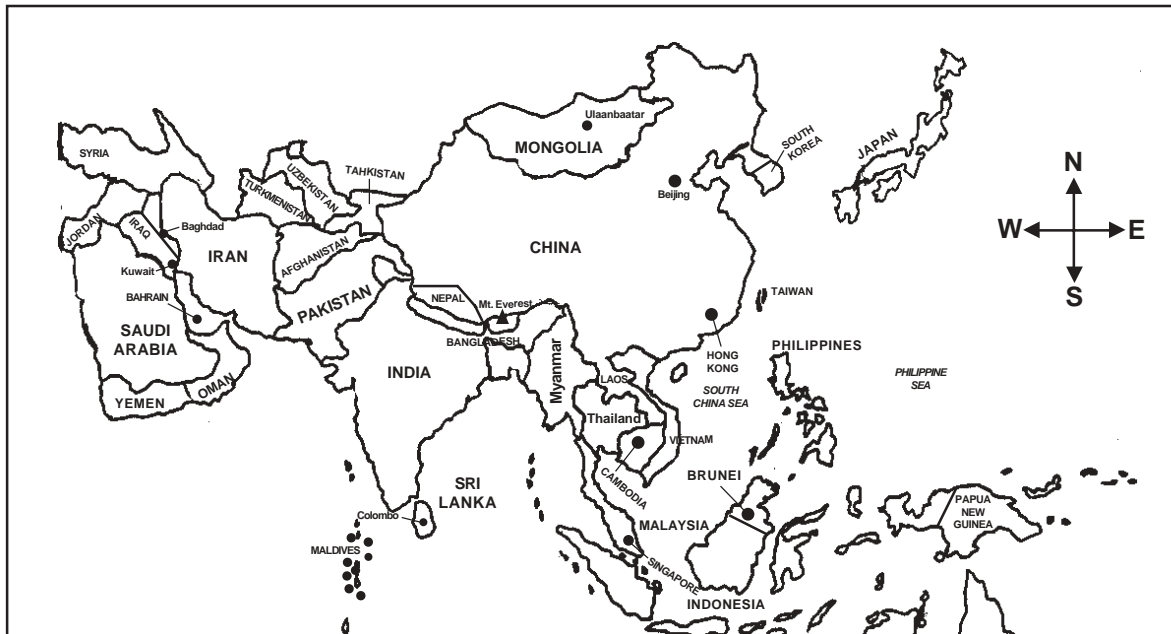 Ulaanbaatar
MONGOLIA
SYRIA
UZBEKISTAN
TAHKISTAN
TURKMENISTAN
SOUTH
KOREA
JAPAN
N
W
E
S
Beijing
JORDAN
IRAQ
Baghdad
IRAN
AFGHANISTAN
CHINA
Kuwait
BAHRAIN
PAKISTAN
NEPAL
Mt. Everest
TAIWAN
SAUDI
ARABIA
BANGLADESH
HONG
KONG
PHILIPPINES
INDIA
Myanmar
LAOS
SOUTH
CHINA SEA
PHILIPPINE
SEA
YEMEN
OMAN
Thailand
VIETNAM
CAMBODIA
BRUNEI
SRI
LANKA
Colombo
MALAYSIA
PAPUA
NEW
GUINEA
MALDIVES
SINGAPORE
INDONESIA